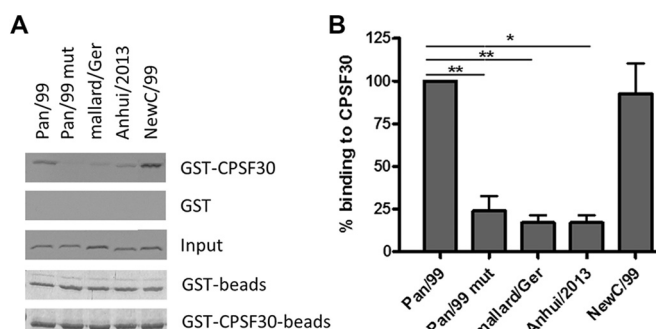 A
Pan/99
Pan/99 mut
mallard/Ger
Anhui/2013
NewC/99
GST-CPSF30
GST
Input
GST-beads
GST-CPSF30-beads
B
% binding to CPSF30
125
100
75
50
25
0
*
**
**
Pan/99
Pan/99 mut
mallard/Ger
Anhui/2013
NewC/99